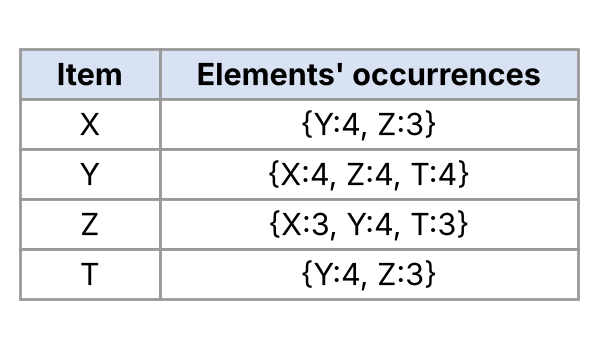 Item Elements' occurrences
X {Y:4, Z:3}
Y {X:4, Z:4, T:4}
Z {X:3, Y:4, T:3}
T {Y:4, Z:3}